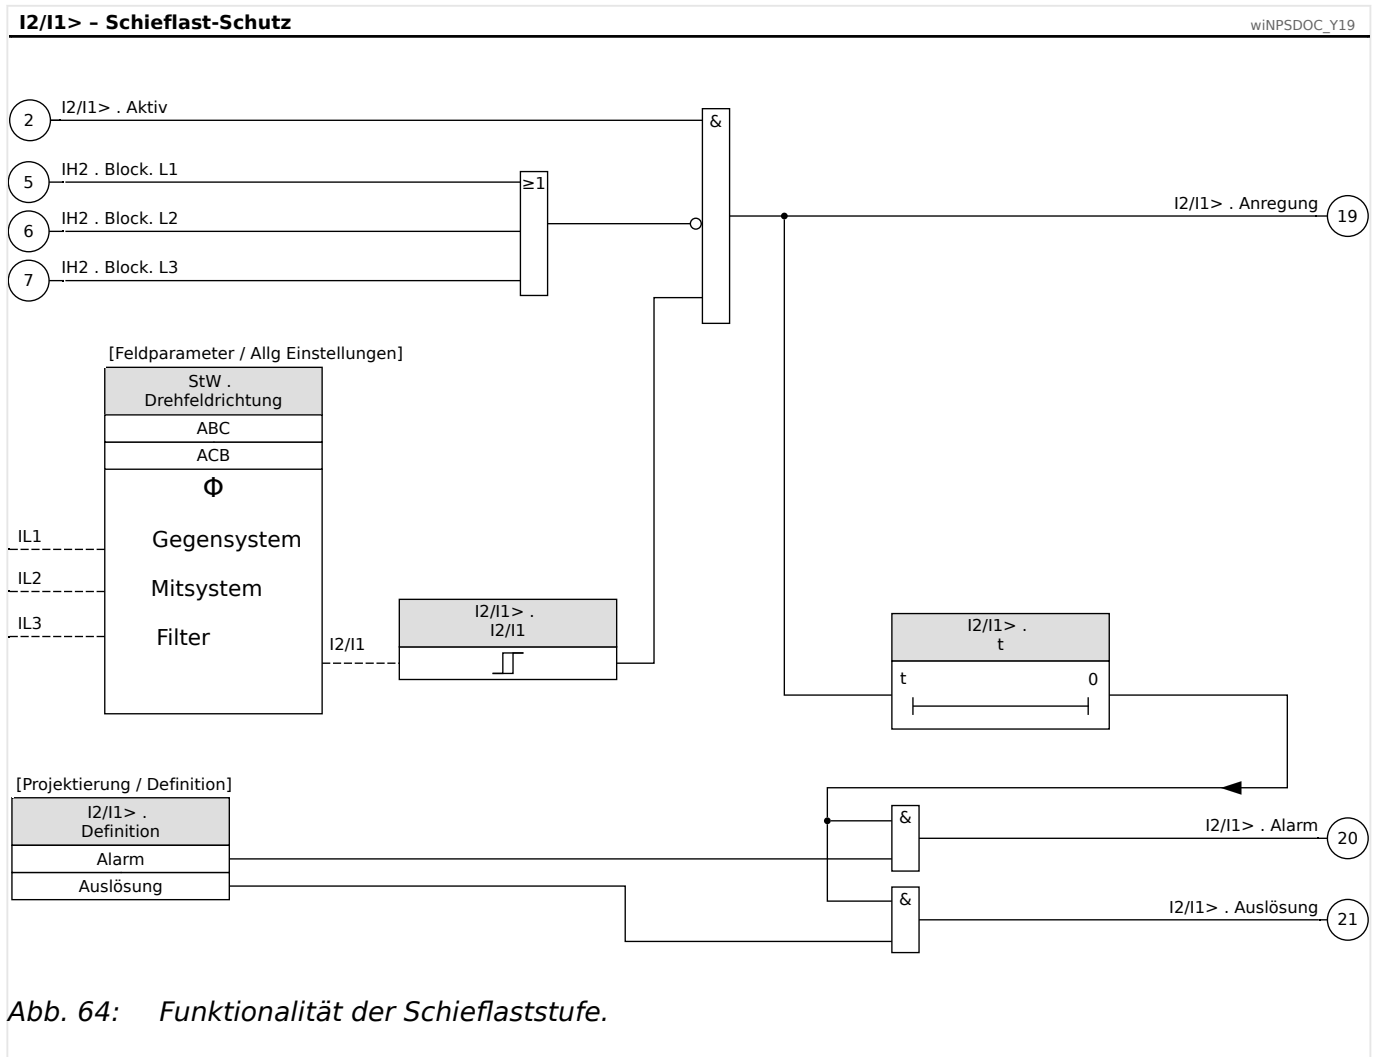 I2/I1> – Schieflast-Schutz
wiNPSDOC_Y19
2
I2/I1> . Aktiv
&
5
IH2 . Block. L1
≥1
6
IH2 . Block. L2
7
IH2 . Block. L3
I2/I1> . Anregung
19
[Feldparameter / Allg Einstellungen]
StW .
Drehfeldrichtung
ABC
ACB
Φ
IL1
Gegensystem
IL2
Mitsystem
IL3
Filter
I2/I1
I2/I1> .
I2/I1
I2/I1> .
t
t
0
[Projektierung / Definition]
I2/I1> .
Definition
Alarm
Auslösung
&
I2/I1> . Alarm
20
&
I2/I1> . Auslösung
21
Abb. 64: Funktionalität der Schieflaststufe.